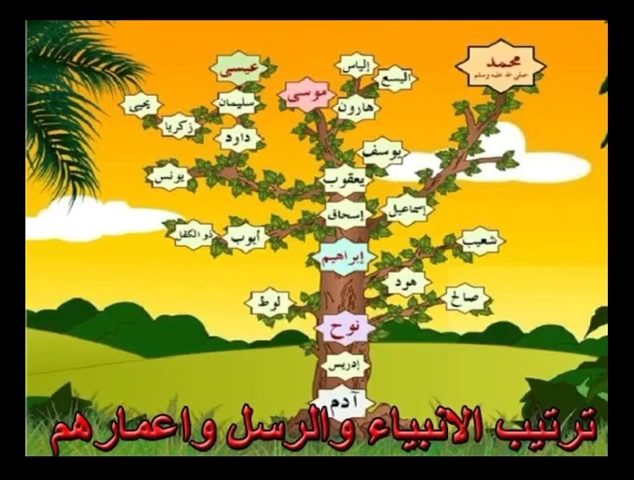 محمد
صلى الله عليه وسلم
إلياس
عيسى
اليسع
موسى
سليمان
يحيى
هارون
زكريا
داود
يوسف
يونس
يعقوب
إسحاق
إسماعيل
ذو الكفل
أيوب
شعيب
إبراهيم
هود
لوط
صالح
نوح
إدريس
آدم
ترتيب الانبياء والرسل واعمارهم